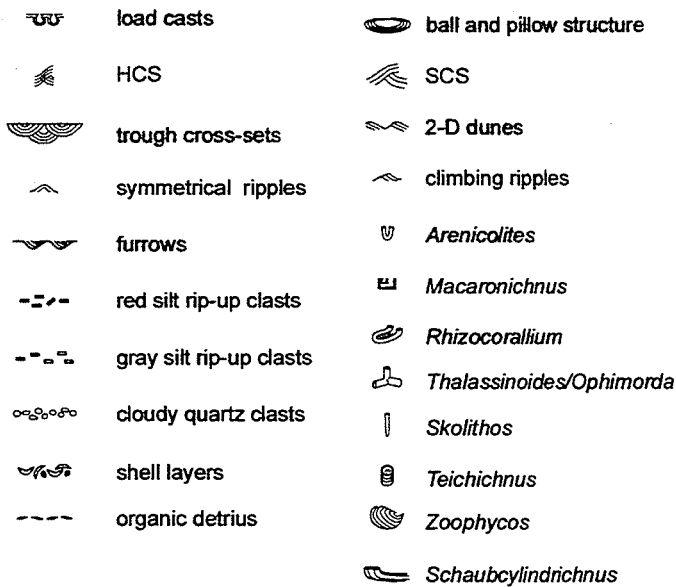 load casts
HCS
trough cross-sets
symmetrical ripples
furrows
red silt rip-up clasts
gray silt rip-up clasts
cloudy quartz clasts
shell layers
organic detrius
ball and pillow structure
SCS
2-D dunes
climbing ripples
Arenicolites
Macaronichnus
Rhizocorallium
Thalassinoides/Ophimorda
Skolithos
Teichichnus
Zoophycos
Schaubcylindrichnus